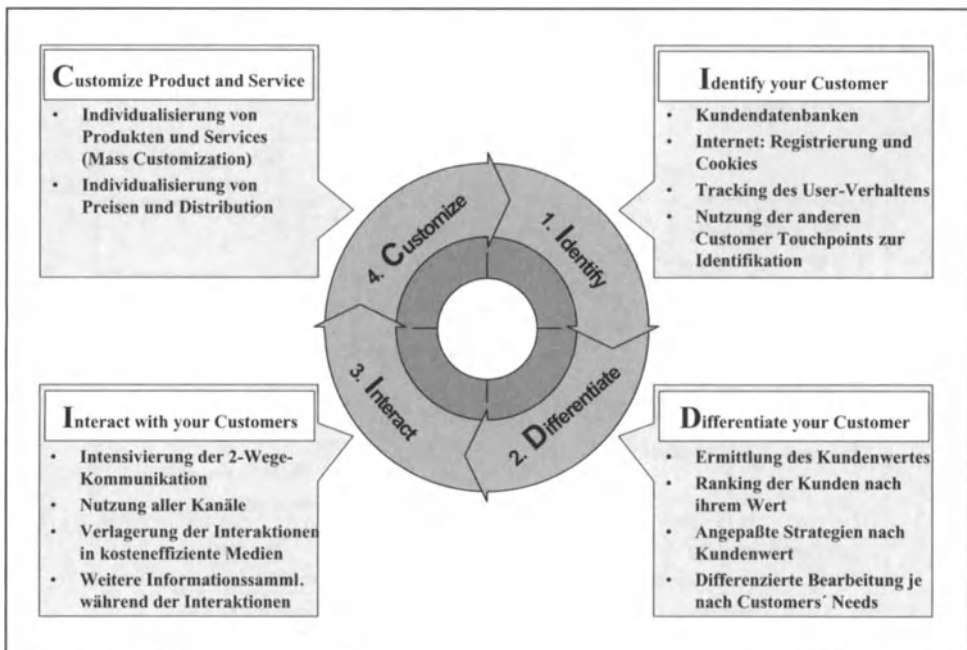 Customize Product and Service
• Individualisierung von
Produkten und Services
(Mass Customization)
• Individualisierung von
Preisen und Distribution
Identify your Customer
• Kundendatenbanken
• Internet: Registrierung und
Cookies
• Tracking des User-Verhaltens
• Nutzung der anderen
Customer Touchpoints zur
Identifikation
1. Identify
2. Differentiate
3. Interact
4. Customize
Interact with your Customers
• Intensivierung der 2-Wege-
Kommunikation
• Nutzung aller Kanäle
• Verlagerung der Interaktionen
in kosteneffiziente Medien
• Weitere Informationssamml.
während der Interaktionen
Differentiate your Customer
• Ermittlung des Kundenwertes
• Ranking der Kunden nach
ihrem Wert
• Angepaßte Strategien nach
Kundenwert
• Differenzierte Bearbeitung je
nach Customers´ Needs